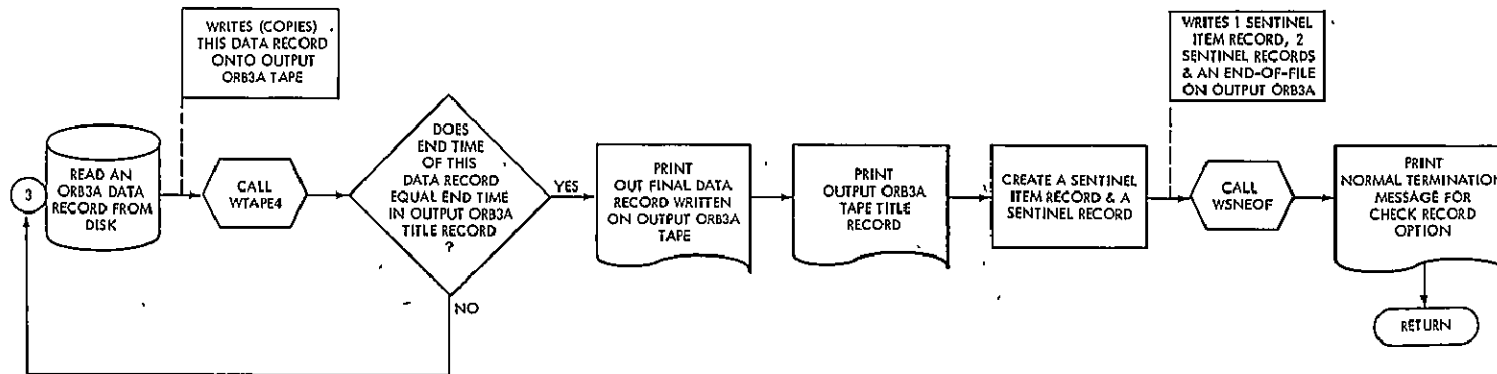 WRITES (COPIES)
THIS DATA RECORD
ONTO OUTPUT
ORB3A TAPE
3
READ AN
ORB3A DATA
RECORD FROM
DISK
CALL
WTAPE4
DOES
END TIME
OF THIS
DATA RECORD
EQUAL END TIME
IN OUTPUT ORB3A
TITLE RECORD
?
YES
NO
PRINT
OUT FINAL DATA
RECORD WRITTEN
ON OUTPUT ORB3A
TAPE
PRINT
OUTPUT ORB3A
TAPE TITLE
RECORD
CREATE A SENTINEL
ITEM RECORD & A
SENTINEL RECORD
WRITES 1 SENTINEL
ITEM RECORD, 2
SENTINEL RECORDS
& AN END-OF-FILE
ON OUTPUT ORB3A
CALL
WSNEOF
PRINT
NORMAL TERMINATION
MESSAGE FOR
CHECK RECORD
OPTION
RETURN